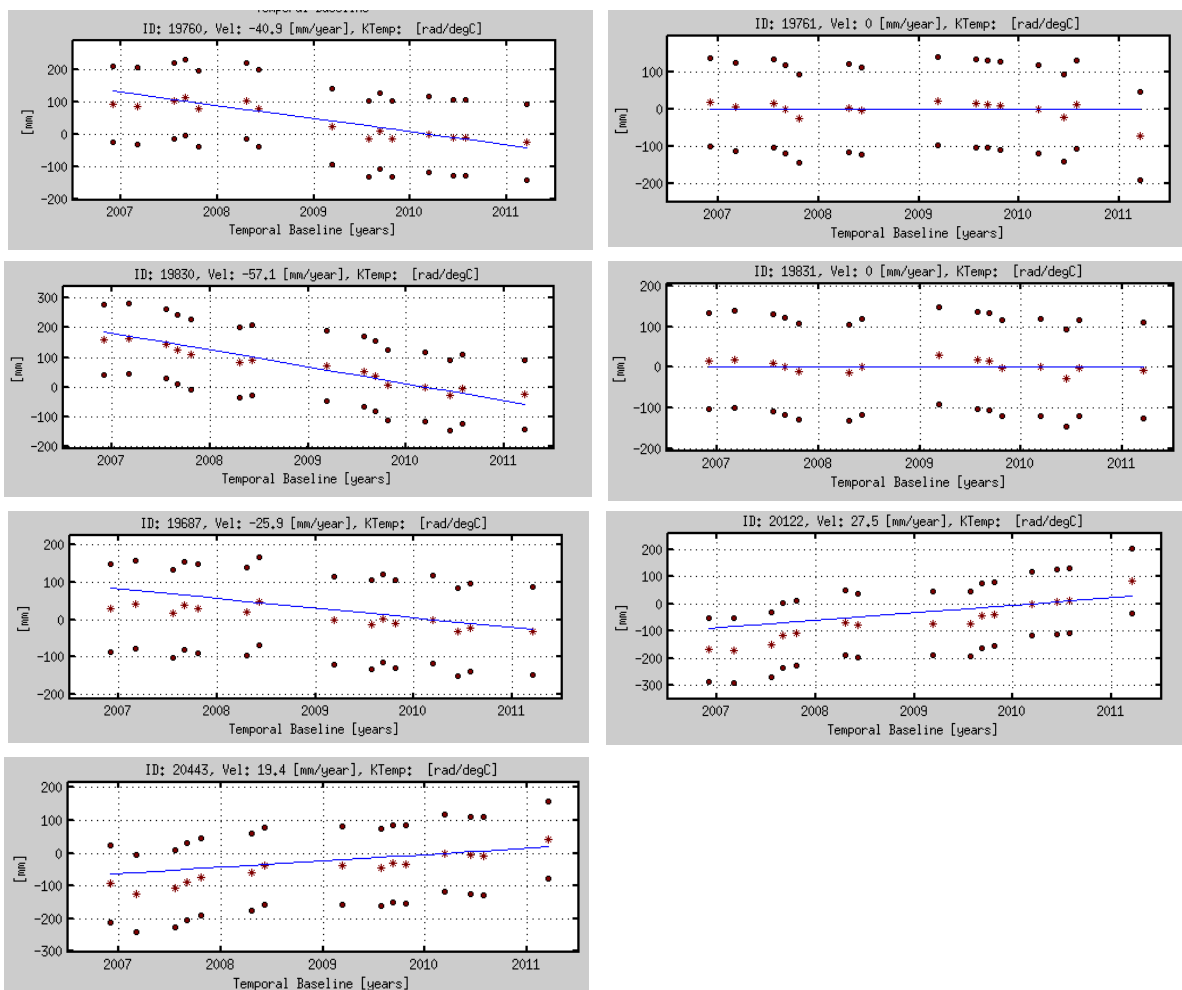 Temporal Baseline
ID: 19760, Vel: -40.9 [mm/year], KTemp: [rad/degC]
200
100
0
-100
-200
[mm]
2007 2008 2009 2010 2011
Temporal Baseline [years]
ID: 19761, Vel: 0 [mm/year], KTemp: [rad/degC]
100
0
-100
-200
[mm]
2007 2008 2009 2010 2011
Temporal Baseline [years]
ID: 19830, Vel: -57.1 [mm/year], KTemp: [rad/degC]
300
200
100
0
-100
-200
[mm]
2007 2008 2009 2010 2011
Temporal Baseline [years]
ID: 19831, Vel: 0 [mm/year], KTemp: [rad/degC]
200
100
0
-100
-200
[mm]
2007 2008 2009 2010 2011
Temporal Baseline [years]
ID: 19687, Vel: -25.9 [mm/year], KTemp: [rad/degC]
200
100
0
-100
-200
[mm]
2007 2008 2009 2010 2011
Temporal Baseline [years]
ID: 20122, Vel: 27.5 [mm/year], KTemp: [rad/degC]
200
100
0
-100
-200
-300
[mm]
2007 2008 2009 2010 2011
Temporal Baseline [years]
ID: 20443, Vel: 19.4 [mm/year], KTemp: [rad/degC]
200
100
0
-100
-200
-300
[mm]
2007 2008 2009 2010 2011
Temporal Baseline [years]